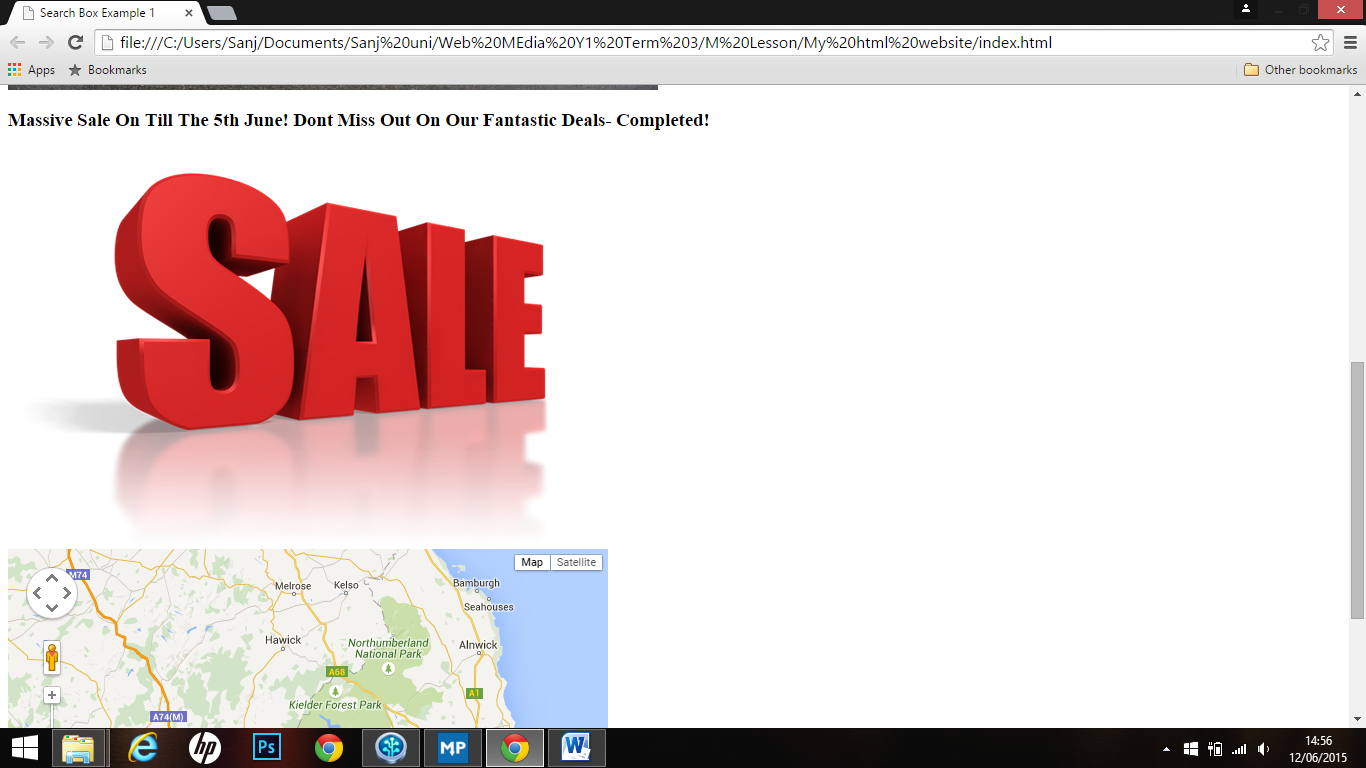 Search Box Example 1
file:///C:/Users/Sanj/Documents/Sanj%20uni/Web%20MEdia%20Y1%20Term%203/M%20Lesson/My%20html%20website/index.html
Apps Bookmarks Other bookmarks
Massive Sale On Till The 5th June! Dont Miss Out On Our Fantastic Deals- Completed!
SALE
Map Satellite
M74
Melrose Kelso Bamburgh
Seahouses
Hawick Northumberland National Park Alnwick
A68
A1
Kielder Forest Park
A74(M)
hp Ps MP W
14:56
12/06/2015